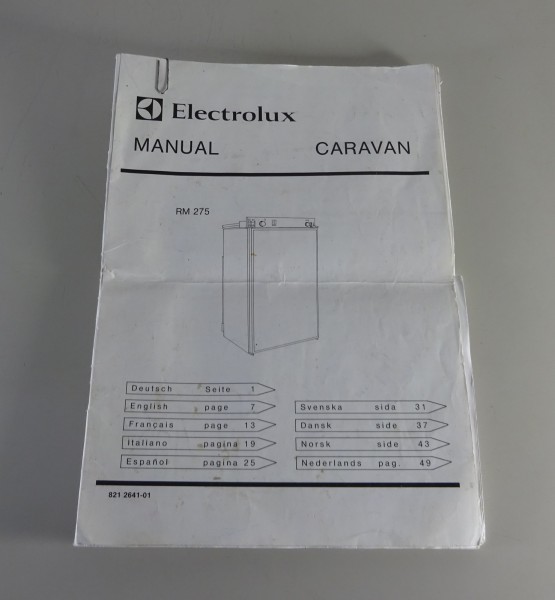 Electrolux
MANUAL CARAVAN
RM 275
Deutsch Seite 1
English page 7
Français page 13
Italiano pagina 19
Español pagina 25
Svenska sida 31
Dansk side 37
Norsk side 43
Nederlands pag. 49
821 2641-01